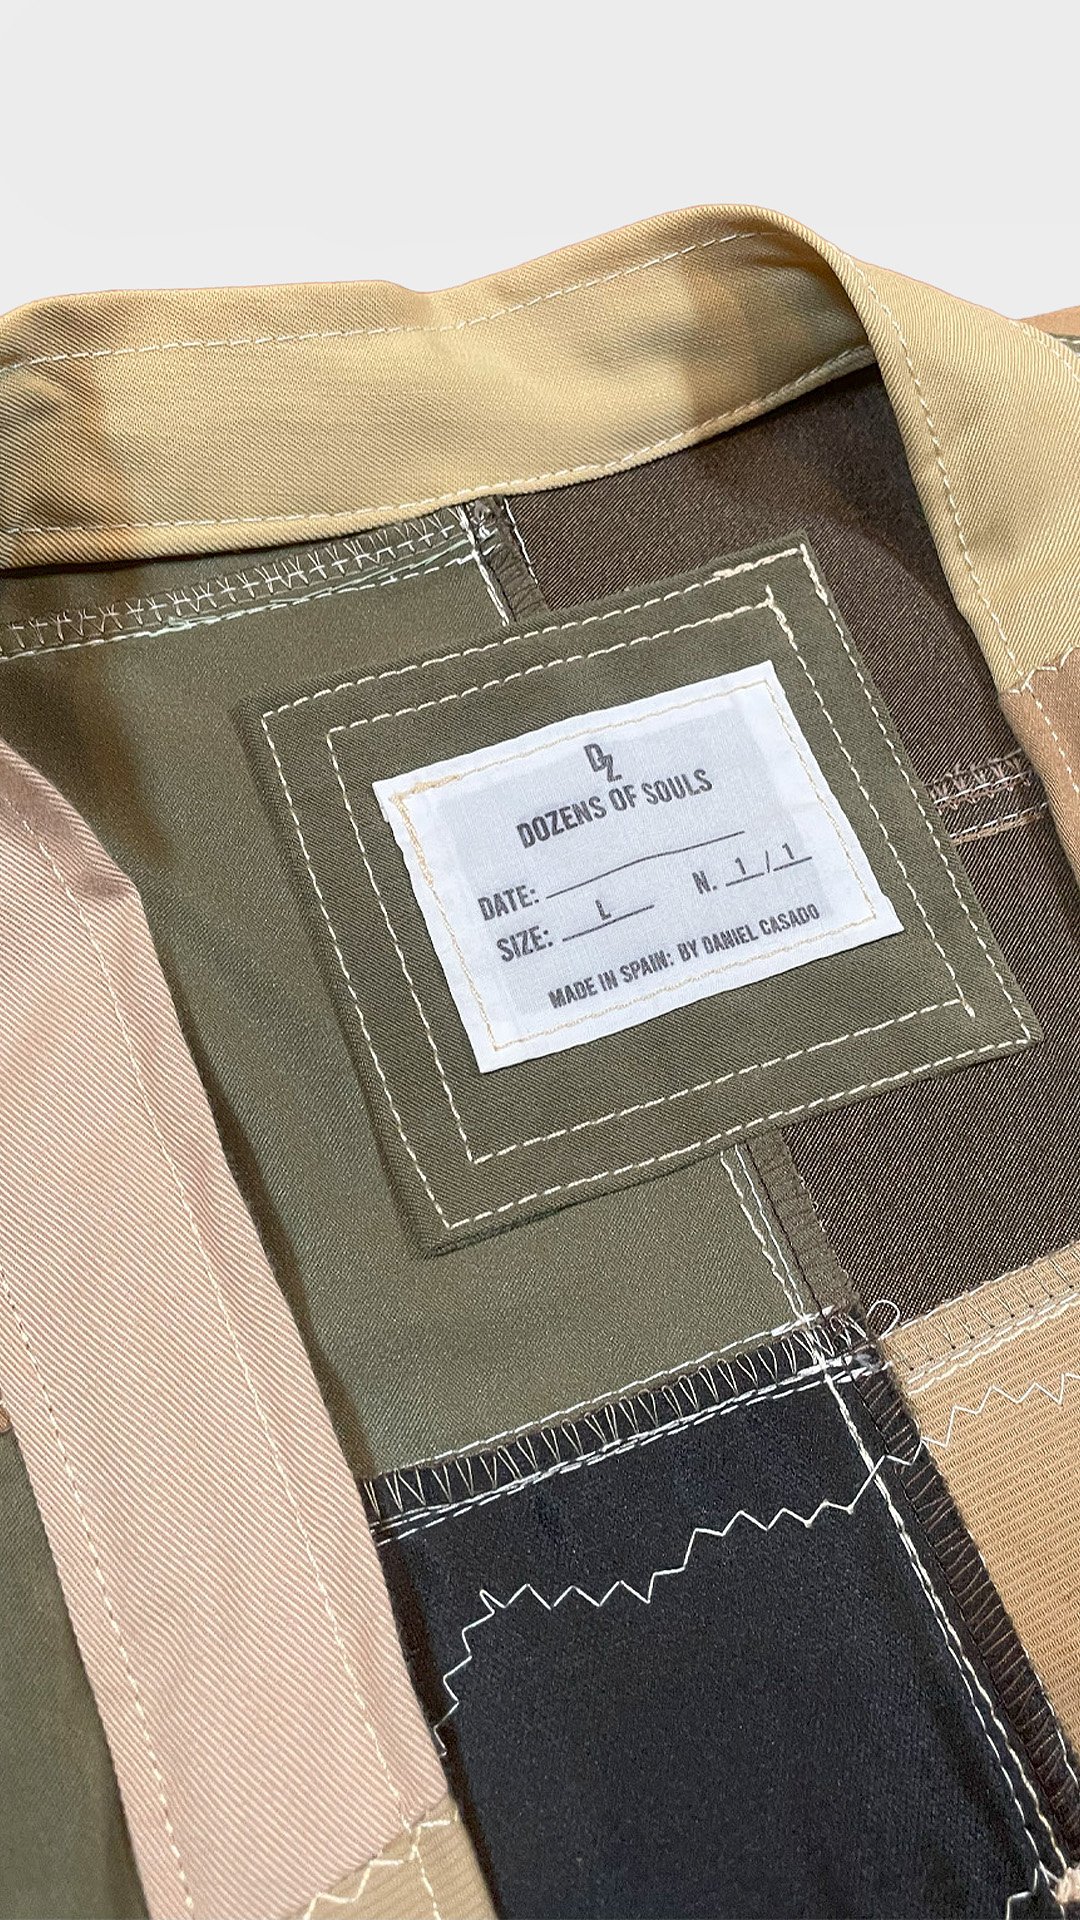 DZ
DOZENS OF SOULS
DATE:
N. 1 / 1
SIZE: L
MADE IN SPAIN: BY DANIEL CASADO